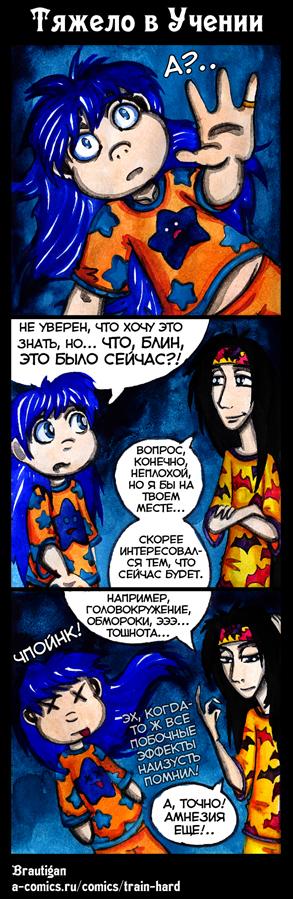 Тяжело в Учении
А?..
НЕ УВЕРЕН, ЧТО ХОЧУ ЭТО
ЗНАТЬ, НО... ЧТО, БЛИН,
ЭТО БЫЛО СЕЙЧАС?!
ВОПРОС,
КОНЕЧНО,
НЕПЛОХОЙ,
НО Я БЫ НА
ТВОЕМ
МЕСТЕ...
СКОРЕЕ
ИНТЕРЕСОВАЛ-
СЯ ТЕМ, ЧТО
СЕЙЧАС БУДЕТ.
НАПРИМЕР,
ГОЛОВОКРУЖЕНИЕ,
ОБМОРОКИ, ЭЭЭ...
ТОШНОТА...
ЧПОЙНК!
ЭХ, КОГДА-
ТО Ж ВСЕ
ПОБОЧНЫЕ
ЭФФЕКТЫ
НАИЗУСТЬ
ПОМНИЛ!
А, ТОЧНО!
АМНЕЗИЯ
ЕЩЕ!..
Brautigan
a-comics.ru/comics/train-hard